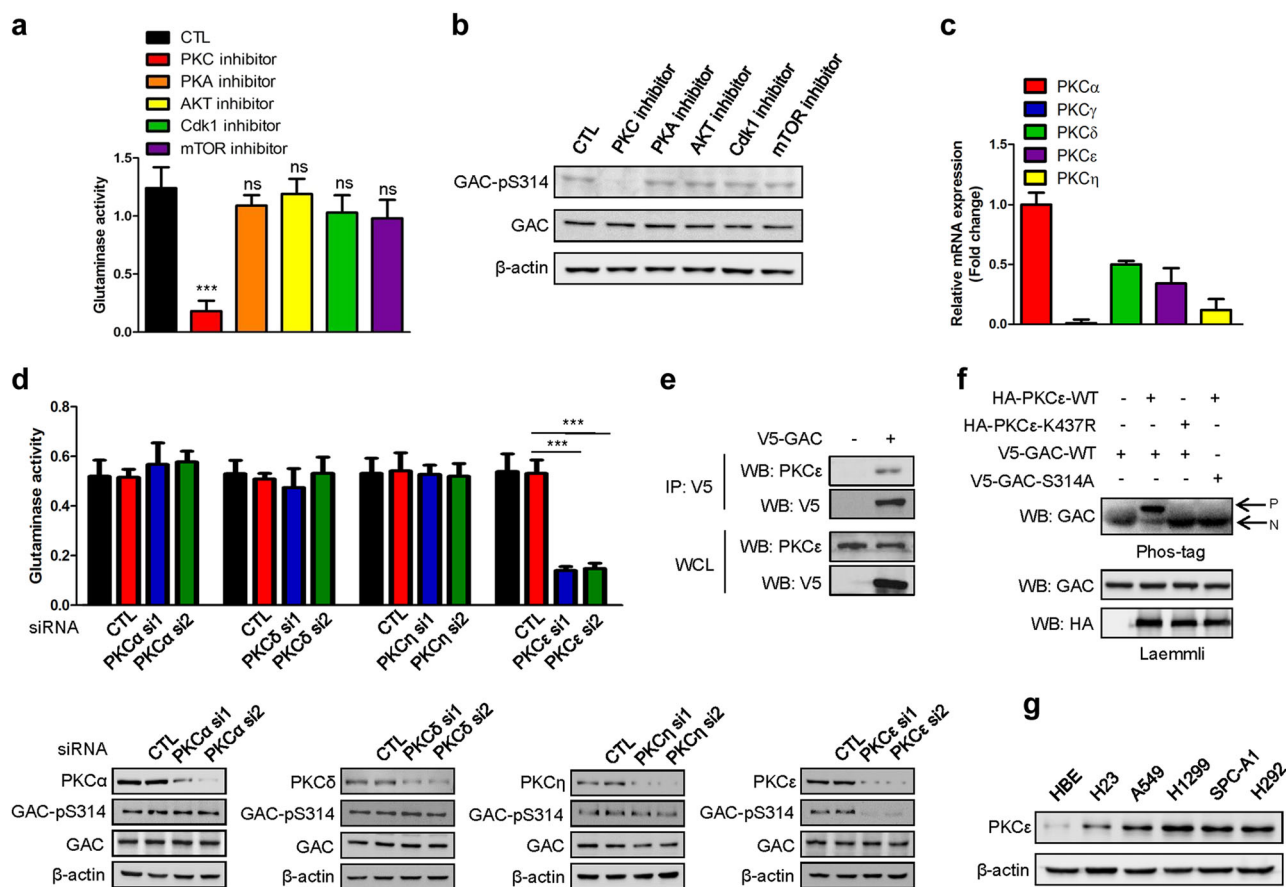 a
CTL
PKC inhibitor
PKA inhibitor
AKT inhibitor
Cdk1 inhibitor
mTOR inhibitor
Glutaminase activity
1.5
1.0
0.5
0.0
***
ns
ns
ns
ns
b
CTL
PKC inhibitor
PKA inhibitor
AKT inhibitor
Cdk1 inhibitor
mTOR inhibitor
GAC-pS314
GAC
β-actin
c
PKCα
PKCγ
PKCδ
PKCε
PKCη
Relative mRNA expression
(Fold change)
1.5
1.0
0.5
0.0
d
Glutaminase activity
0.8
0.6
0.4
0.2
0.0
***
***
siRNA
CTL
PKCα si1
PKCα si2
CTL
PKCδ si1
PKCδ si2
CTL
PKCη si1
PKCη si2
CTL
PKCε si1
PKCε si2
siRNA
CTL
PKCα si1
PKCα si2
PKCα
GAC-pS314
GAC
β-actin
CTL
PKCδ si1
PKCδ si2
PKCδ
GAC-pS314
GAC
β-actin
CTL
PKCη si1
PKCη si2
PKCη
GAC-pS314
GAC
β-actin
CTL
PKCε si1
PKCε si2
PKCε
GAC-pS314
GAC
β-actin
e
V5-GAC - +
IP: V5
WB: PKCε
WB: V5
WCL
WB: PKCε
WB: V5
f
HA-PKCε-WT - + - +
HA-PKCε-K437R - - + -
V5-GAC-WT + + + -
V5-GAC-S314A - - - +
WB: GAC
P
N
Phos-tag
WB: GAC
WB: HA
Laemmli
g
HBE
H23
A549
H1299
SPC-A1
H292
PKCε
β-actin